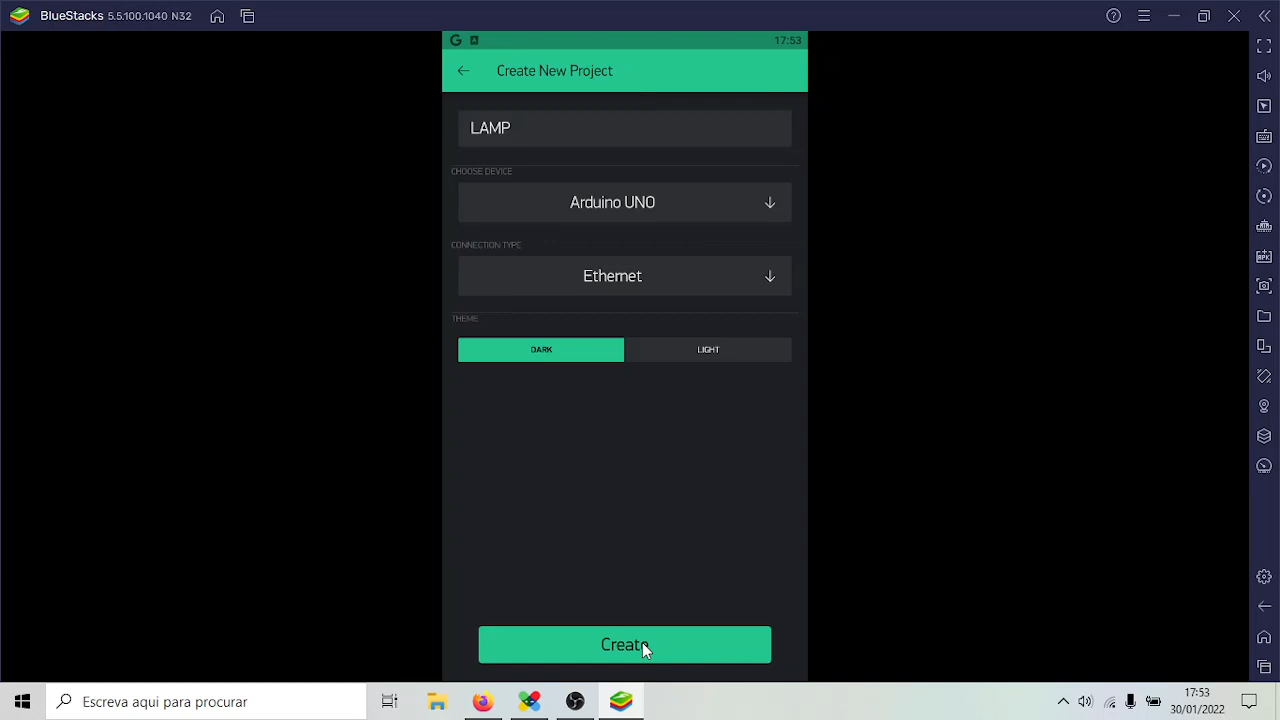 BlueStacks 5.5.100.1040 N32
17:53
Create New Project
LAMP
CHOOSE DEVICE
Arduino UNO
CONNECTION TYPE
Ethernet
THEME
DARK
LIGHT
Create
Escreve aqui para procurar
17:53
30/01/2022